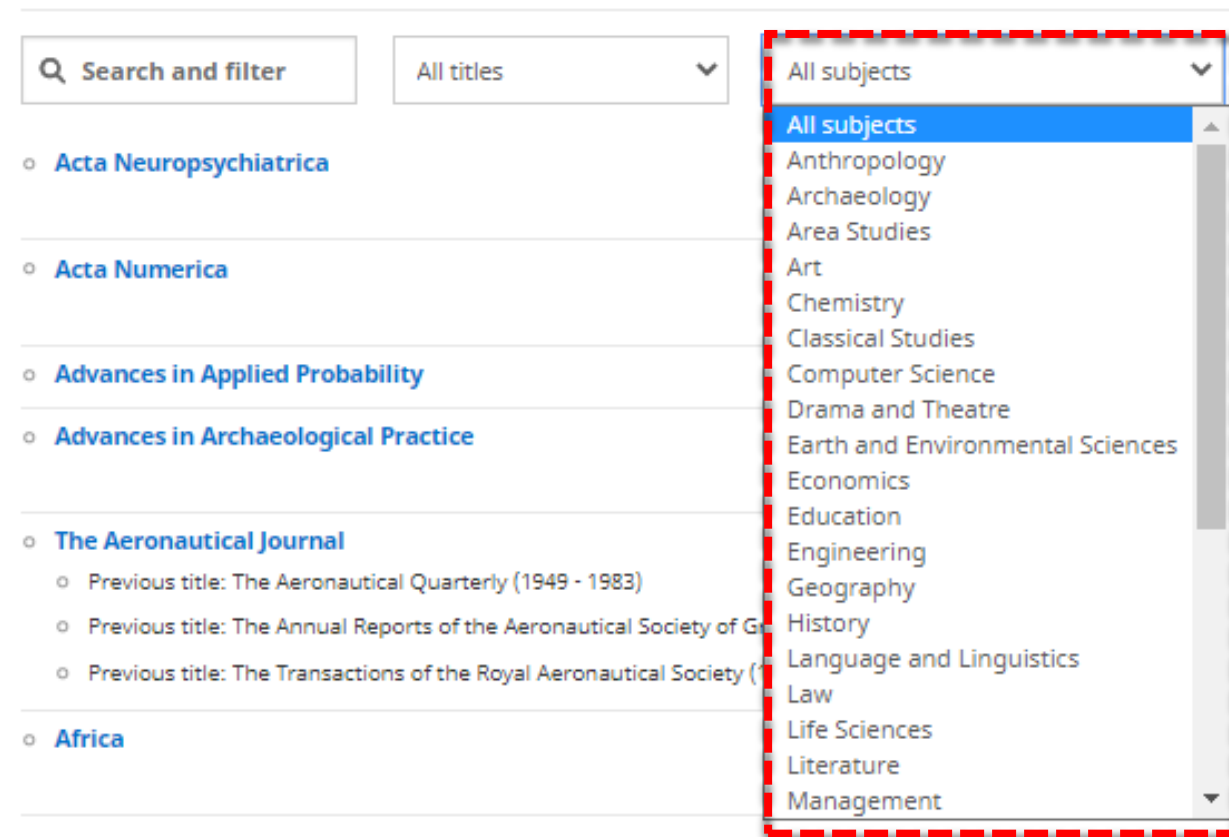 Search and filter
All titles
All subjects
Acta Neuropsychiatrica
Acta Numerica
Advances in Applied Probability
Advances in Archaeological Practice
The Aeronautical Journal
Previous title: The Aeronautical Quarterly (1949 - 1983)
Previous title: The Annual Reports of the Aeronautical Society of
Previous title: The Transactions of the Royal Aeronautical Society
Africa
All subjects
Anthropology
Archaeology
Area Studies
Art
Chemistry
Classical Studies
Computer Science
Drama and Theatre
Earth and Environmental Sciences
Economics
Education
Engineering
Geography
History
Language and Linguistics
Law
Life Sciences
Literature
Management